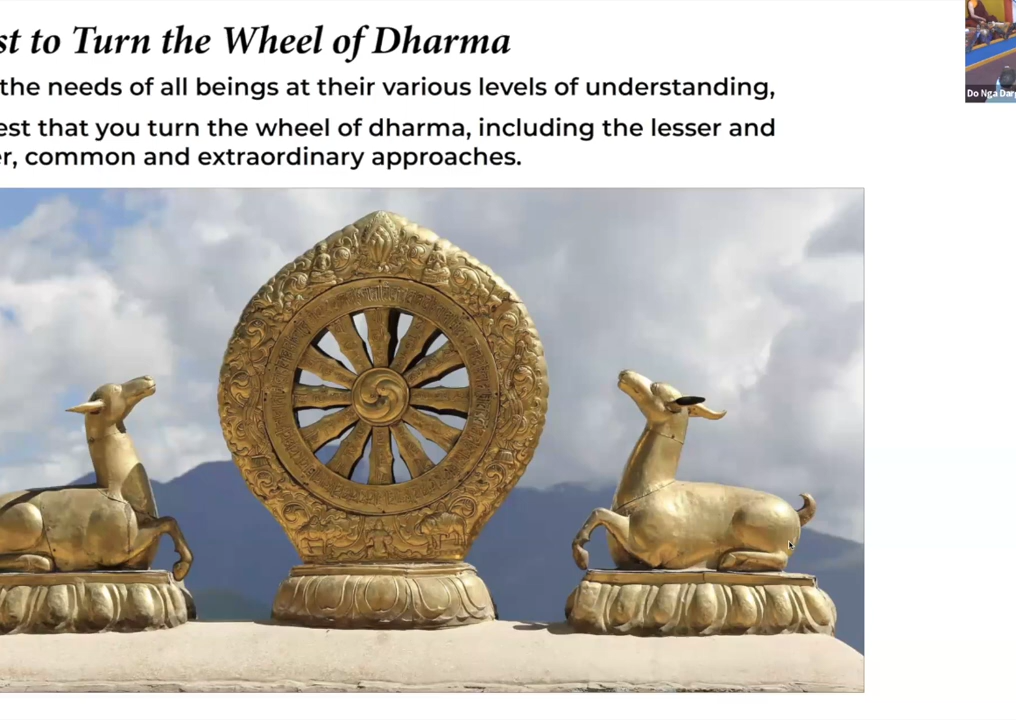 st to Turn the Wheel of Dharma
the needs of all beings at their various levels of understanding,
est that you turn the wheel of dharma, including the lesser and
r, common and extraordinary approaches.
Do Nga Dar